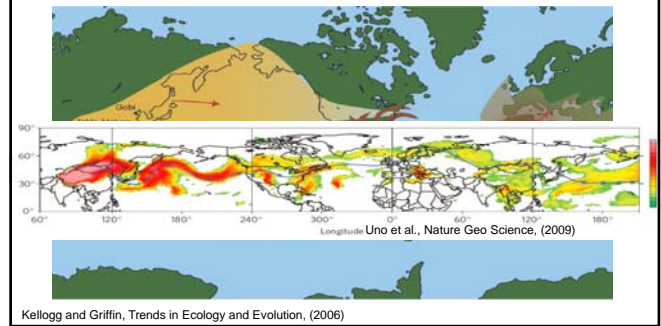 Gobi
90°
60°
30°
0°
60° 120° 180° 240° 300° 0° 60° 120° 180°
Longitude Uno et al., Nature Geo Science, (2009)
Kellogg and Griffin, Trends in Ecology and Evolution, (2006)